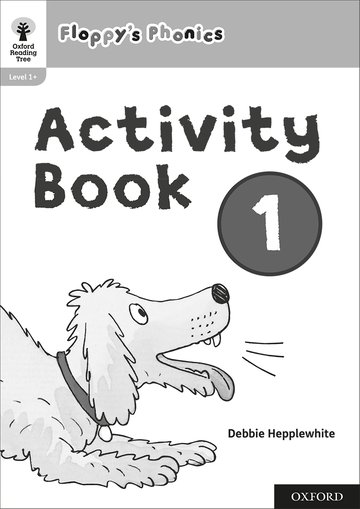 Oxford
Reading
Tree
Level 1+
Floppy's Phonics
Activity
Book
1
Debbie Hepplewhite
OXFORD